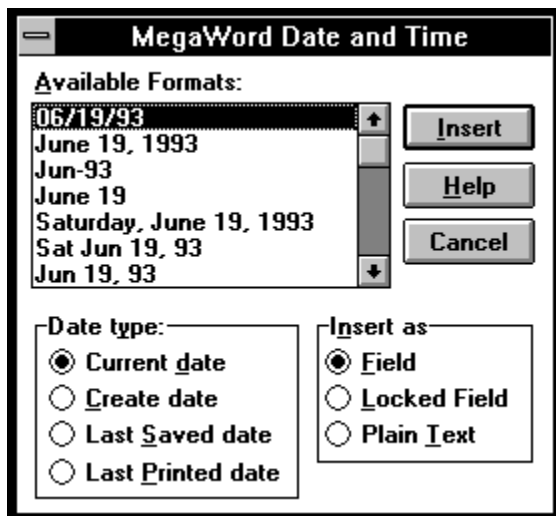 MegaWord Date and Time
Available Formats:
06/19/93
June 19, 1993
Jun-93
June 19
Saturday, June 19, 1993
Sat Jun 19, 93
Jun 19, 93
Insert
Help
Cancel
Date type:
Current date
Create date
Last Saved date
Last Printed date
Insert as
Field
Locked Field
Plain Text